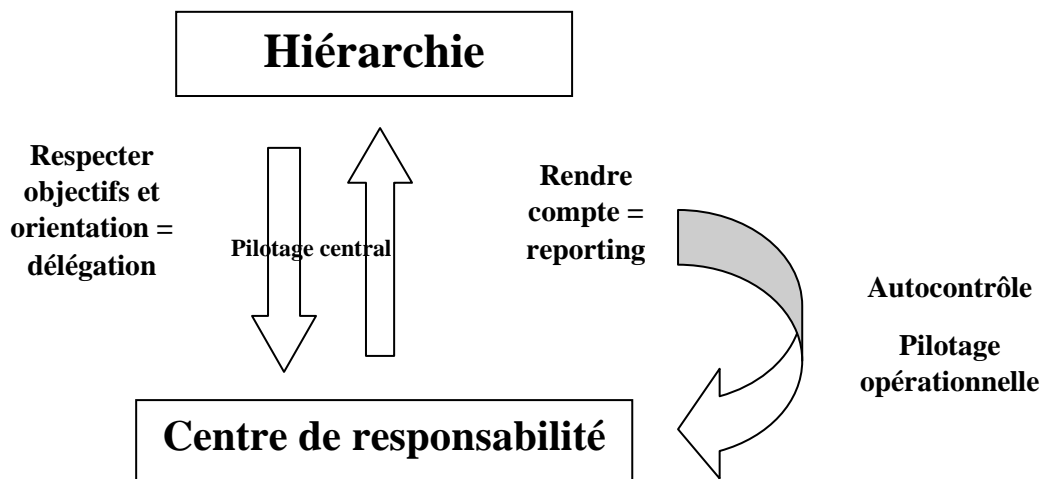 Hiérarchie
Respecter
objectifs et
orientation =
délégation
Pilotage central
Rendre
compte =
reporting
Autocontrôle
Pilotage
opérationnelle
Centre de responsabilité